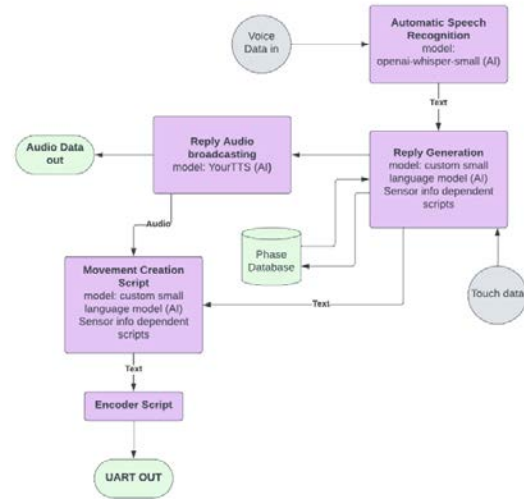 Voice
Data in
Automatic Speech
Recognition
model:
openai-whisper-small (AI)
Text
Reply Audio
broadcasting
model: YourTTS (AI)
Audio Data
out
Reply Generation
model: custom small
language model (AI)
Sensor info dependent
scripts
Audio
Phase
Database
Movement Creation
Script
model: custom small
language model (AI)
Sensor info dependent
scripts
Text
Touch data
Text
Encoder Script
UART OUT